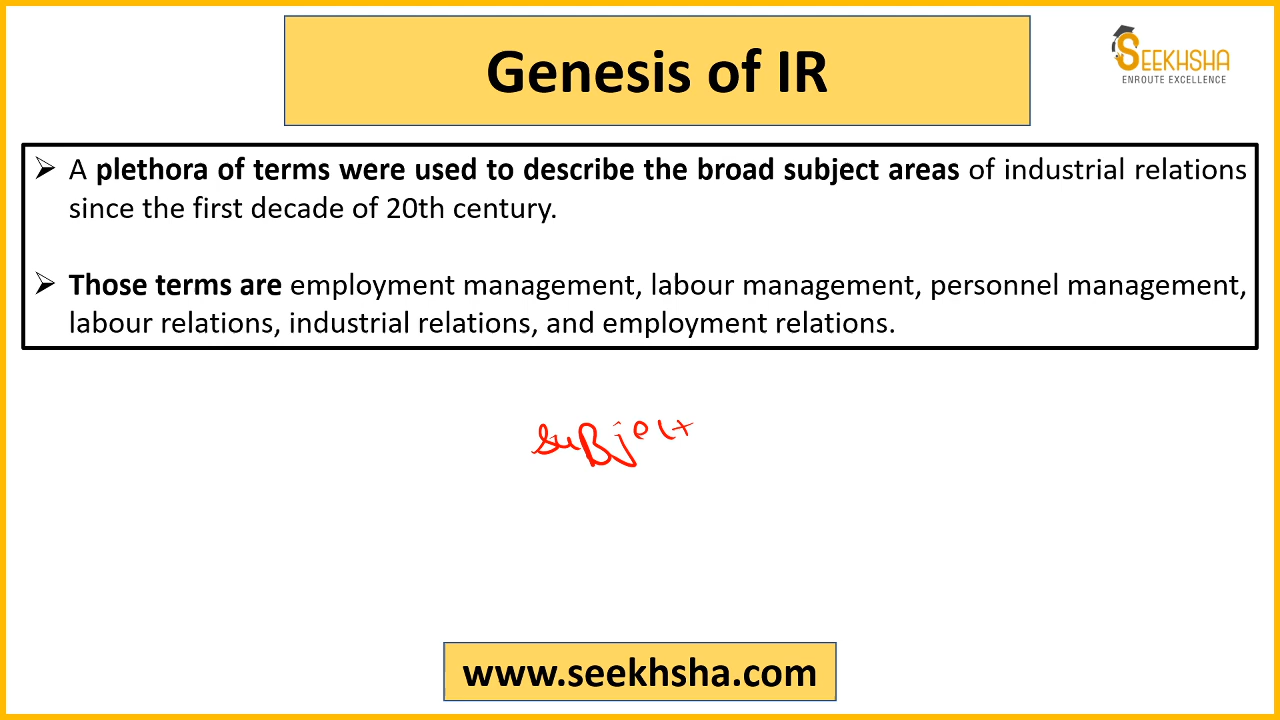 Genesis of IR
SEEKHSHA
ENROUTE EXCELLENCE
➢ A plethora of terms were used to describe the broad subject areas of industrial relations
since the first decade of 20th century.
➢ Those terms are employment management, labour management, personnel management,
labour relations, industrial relations, and employment relations.
SuBject
www.seekhsha.com